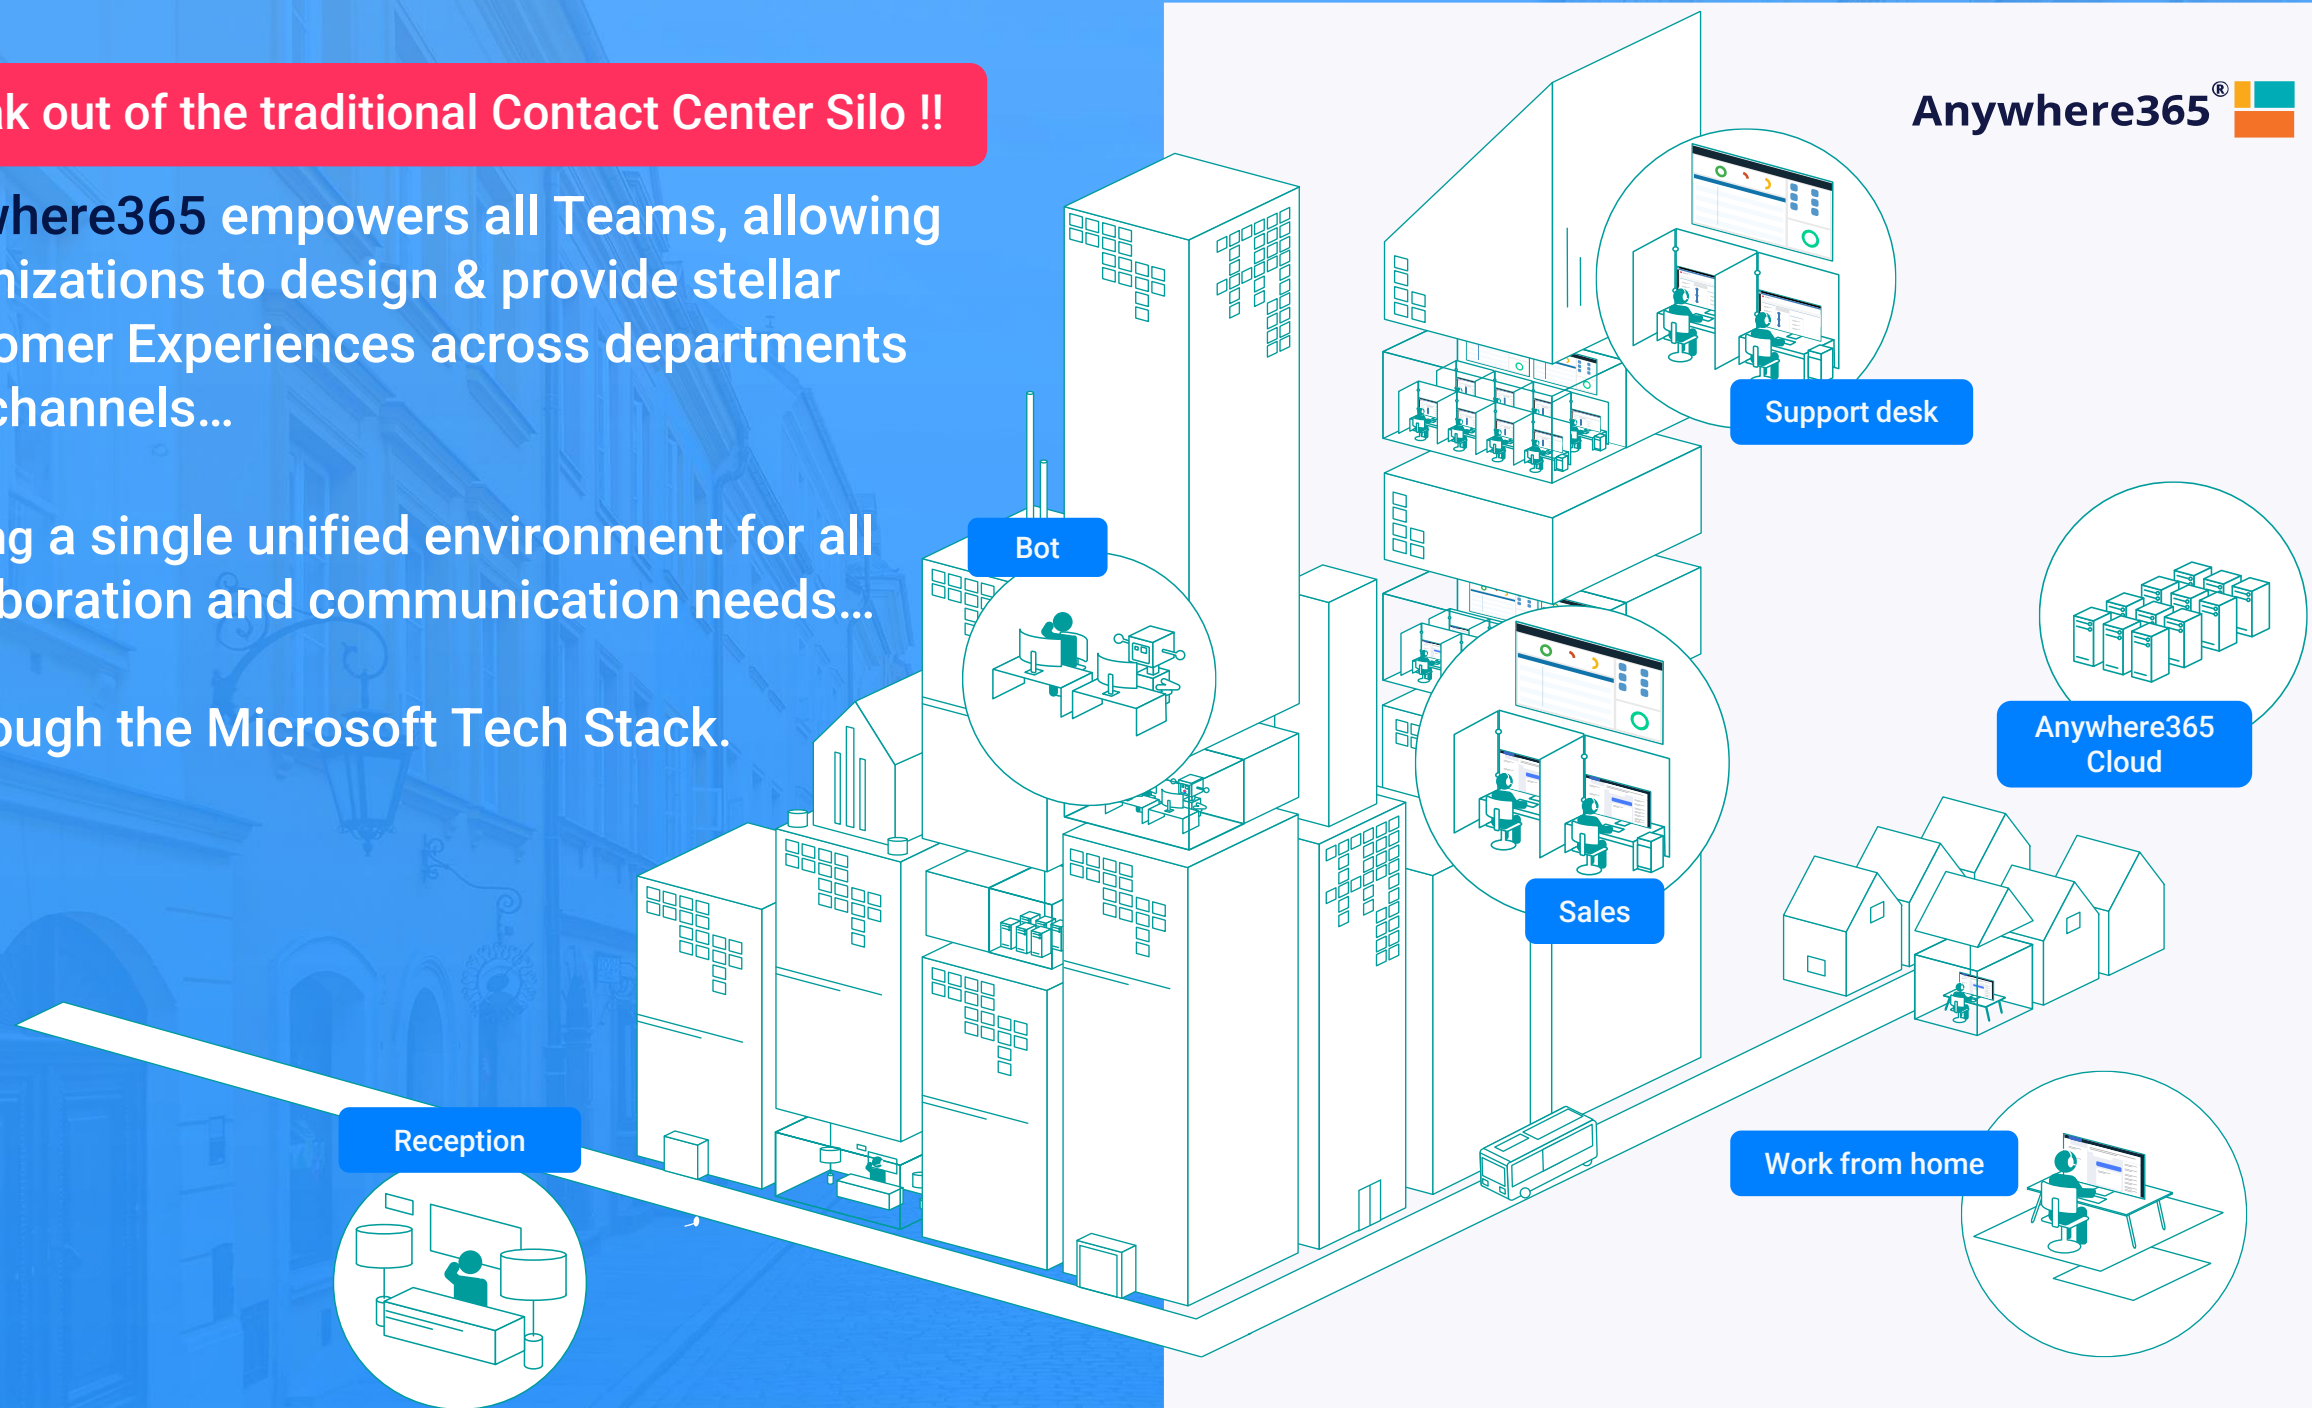 ak out of the traditional Contact Center Silo !!
where365 empowers all Teams, allowing
nizations to design & provide stellar
omer Experiences across departments
channels...
ng a single unified environment for all
boration and communication needs...
ough the Microsoft Tech Stack.
Anywhere365®
Support desk
Bot
Anywhere365
Cloud
Sales
Reception
Work from home